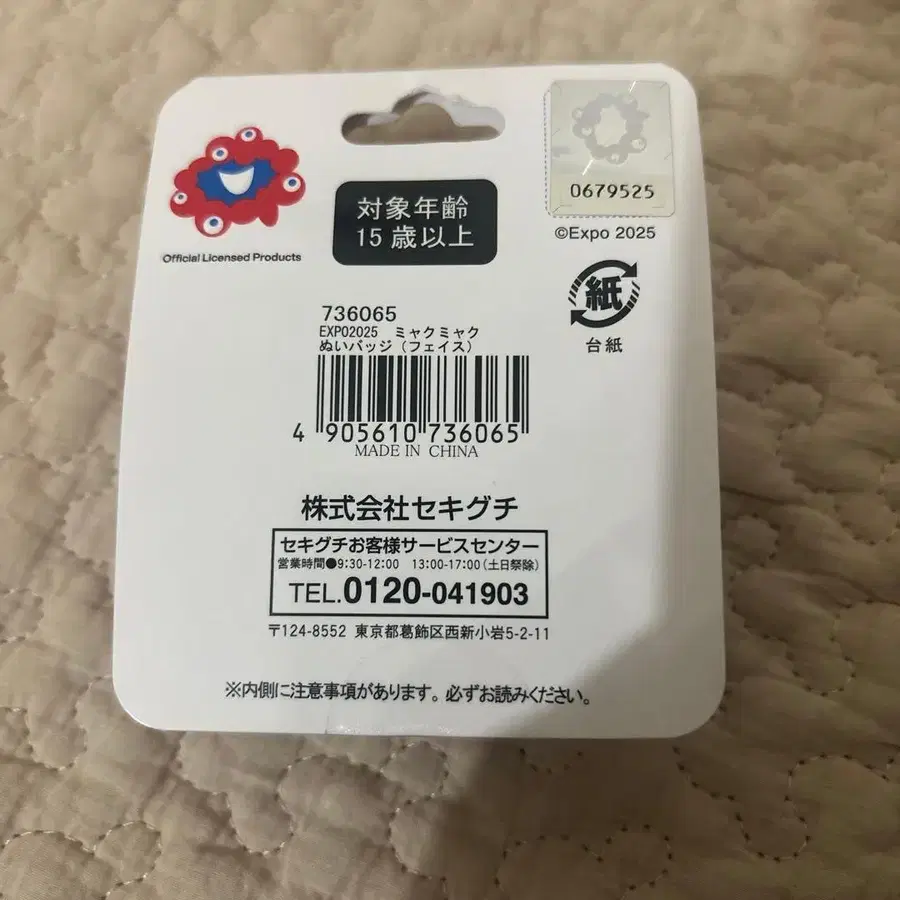 Official Licensed Products
対象年齢
15歳以上
0679525
©Expo 2025
紙
台紙
736065
EXPO2025 ミャクミャク
ぬいバッジ(フェイス)
4 905610 736065
MADE IN CHINA
株式会社セキグチ
セキグチお客様サービスセンター
営業時間●9:30-12:00 13:00-17:00(土日祭除)
TEL.0120-041903
〒124-8552 東京都葛飾区西新小岩5-2-11
※内側に注意事項があります。必ずお読みください。